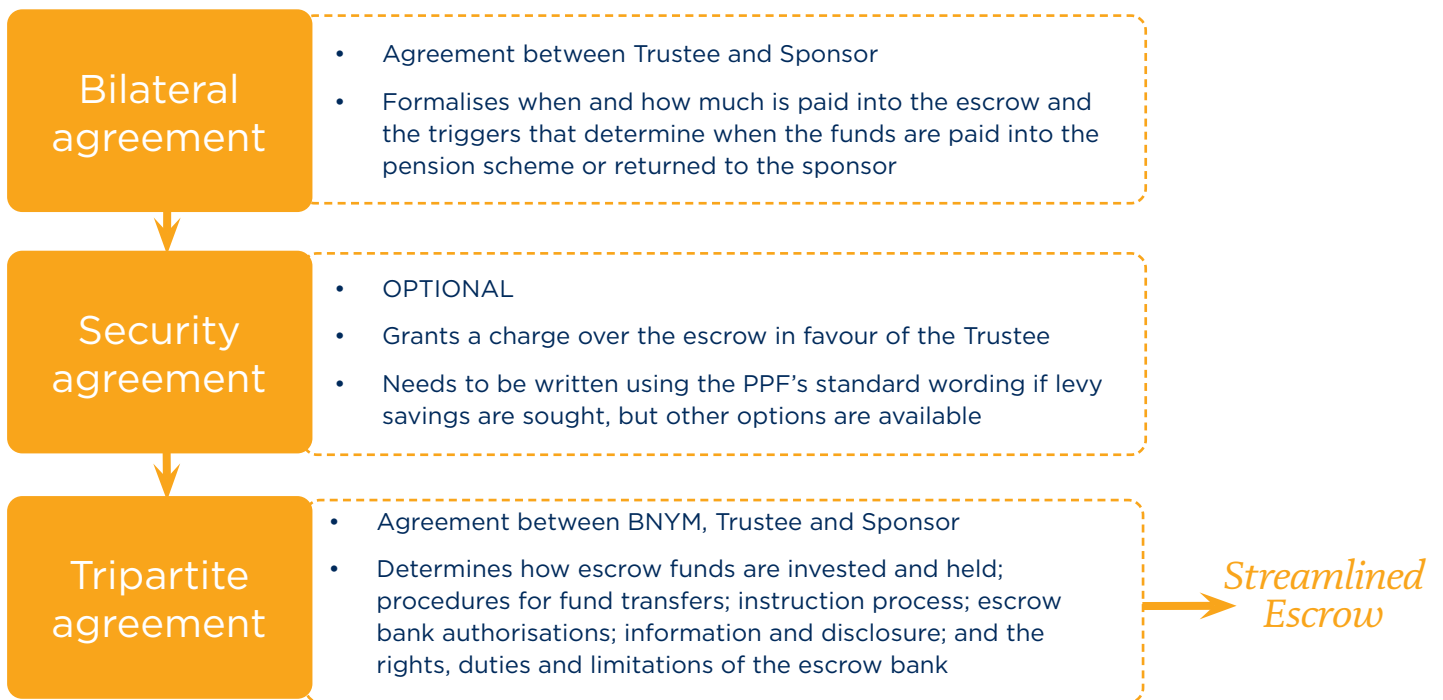 Bilateral
agreement
• Agreement between Trustee and Sponsor
• Formalises when and how much is paid into the escrow and
the triggers that determine when the funds are paid into the
pension scheme or returned to the sponsor
Security
agreement
• OPTIONAL
• Grants a charge over the escrow in favour of the Trustee
• Needs to be written using the PPF’s standard wording if levy
savings are sought, but other options are available
Tripartite
agreement
• Agreement between BNYM, Trustee and Sponsor
• Determines how escrow funds are invested and held;
procedures for fund transfers; instruction process; escrow
bank authorisations; information and disclosure; and the
rights, duties and limitations of the escrow bank
Streamlined
Escrow